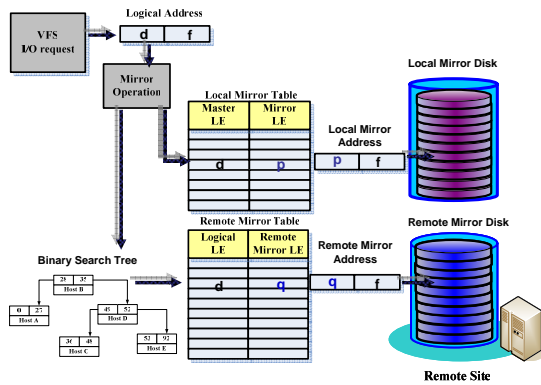 Logical Address
VFS
I/O request
d f
Mirror
Operation
Local Mirror Disk
Local Mirror Table
Master
LE
Mirror
LE
Local Mirror
Address
d p
p f
Remote Mirror Disk
Remote Mirror Table
Logical
LE
Remote
Mirror LE
Remote Mirror
Address
Binary Search Tree
d q
q f
28 35
Host B
0 27
Host A
49 52
Host D
36 48
Host C
53 92
Host E
Remote Site